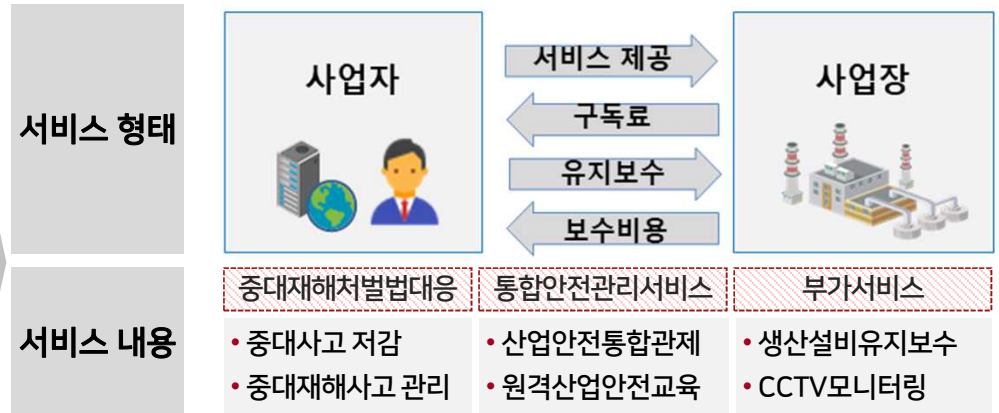 서비스 형태
사업자
서비스 제공
구독료
유지보수
보수비용
사업장
서비스 내용
중대재해처벌법대응
• 중대사고 저감
• 중대재해사고 관리
통합안전관리서비스
• 산업안전통합관제
• 원격산업안전교육
부가서비스
• 생산설비유지보수
• CCTV모니터링